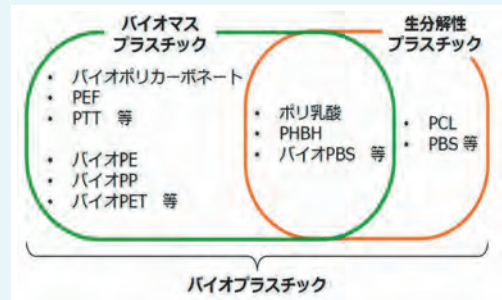 バイオマス
プラスチック
生分解性
プラスチック
• バイオポリカーボネート
• PEF
• PTT 等
• バイオPE
• バイオPP
• バイオPET 等
• ポリ乳酸
• PHBH
• バイオPBS 等
• PCL
• PBS 等
バイオプラスチック